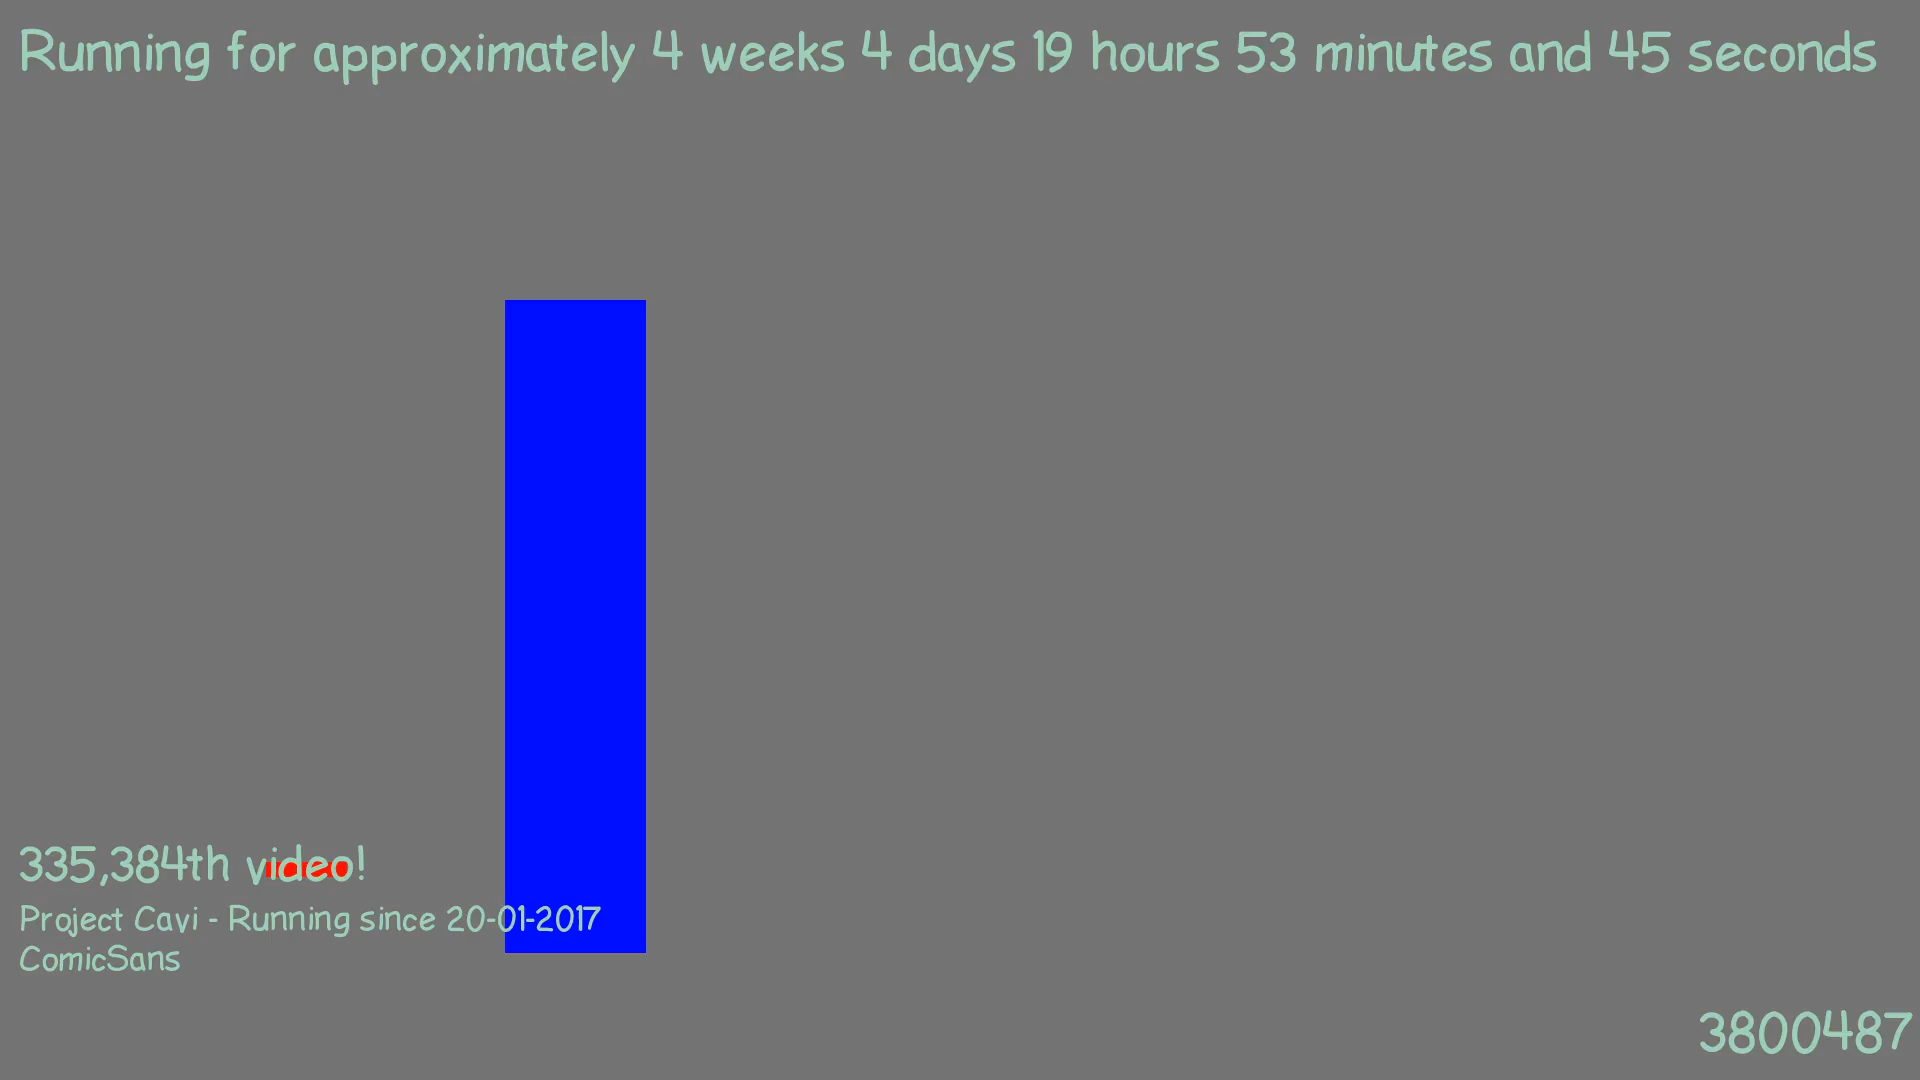 Running for approximately 4 weeks 4 days 19 hours 53 minutes and 45 seconds
335,384th video!
Project Cavi - Running since 20-01-2017
ComicSans
3800487